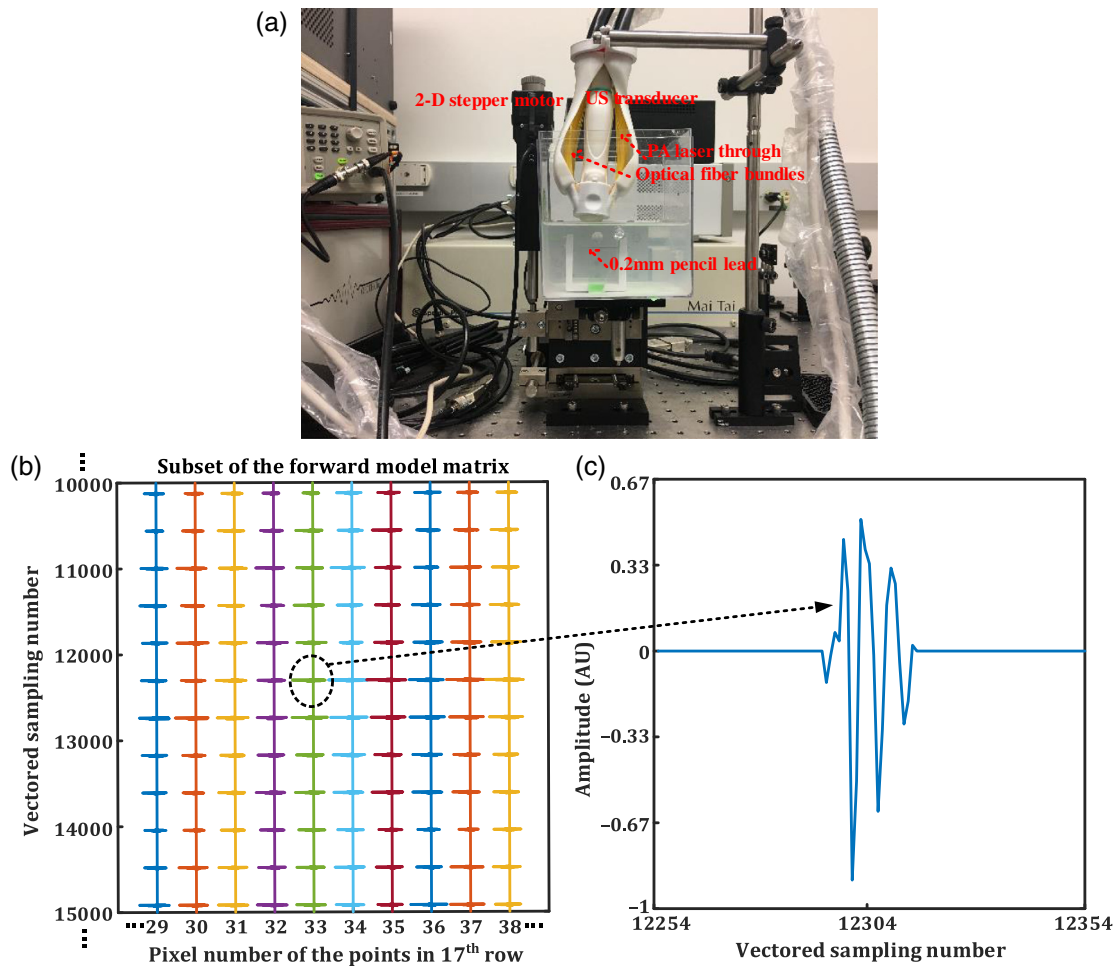 (a)
2-D stepper motor US transducer
PA laser through
Optical fiber bundles
0.2mm pencil lead
Mai Tai
(b)
Subset of the forward model matrix
10000
11000
12000
13000
14000
15000
Vectored sampling number
29 30 31 32 33 34 35 36 37 38
Pixel number of the points in 17th row
(c)
0.67
0.33
0
−0.33
−0.67
−1
Amplitude (AU)
12254 12304 12354
Vectored sampling number